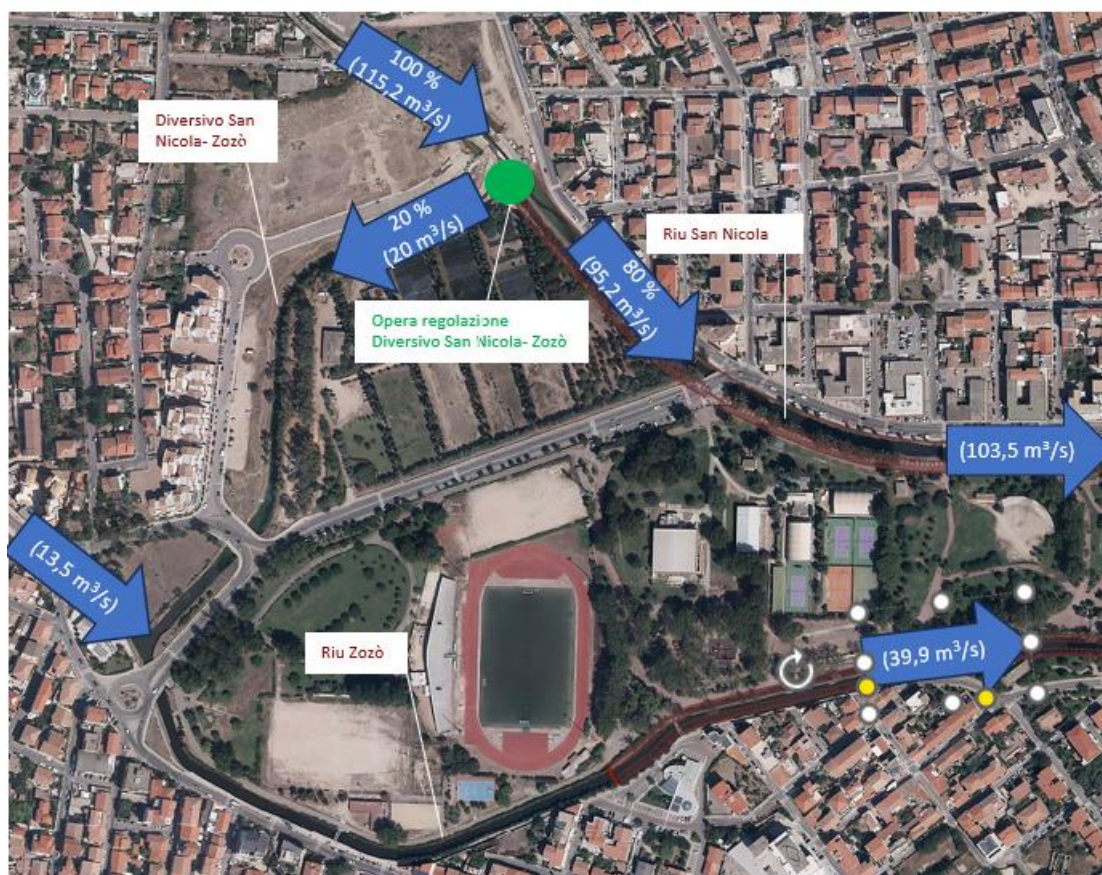 100 %
(115,2 m³/s)
Diversivo San
Nicola- Zozò
20 %
(20 m³/s)
Riu San Nicola
80 %
(95,2 m³/s)
Opera regolazione
Diversivo San Nicola- Zozò
(103,5 m³/s)
(13,5 m³/s)
Riu Zozò
(39,9 m³/s)